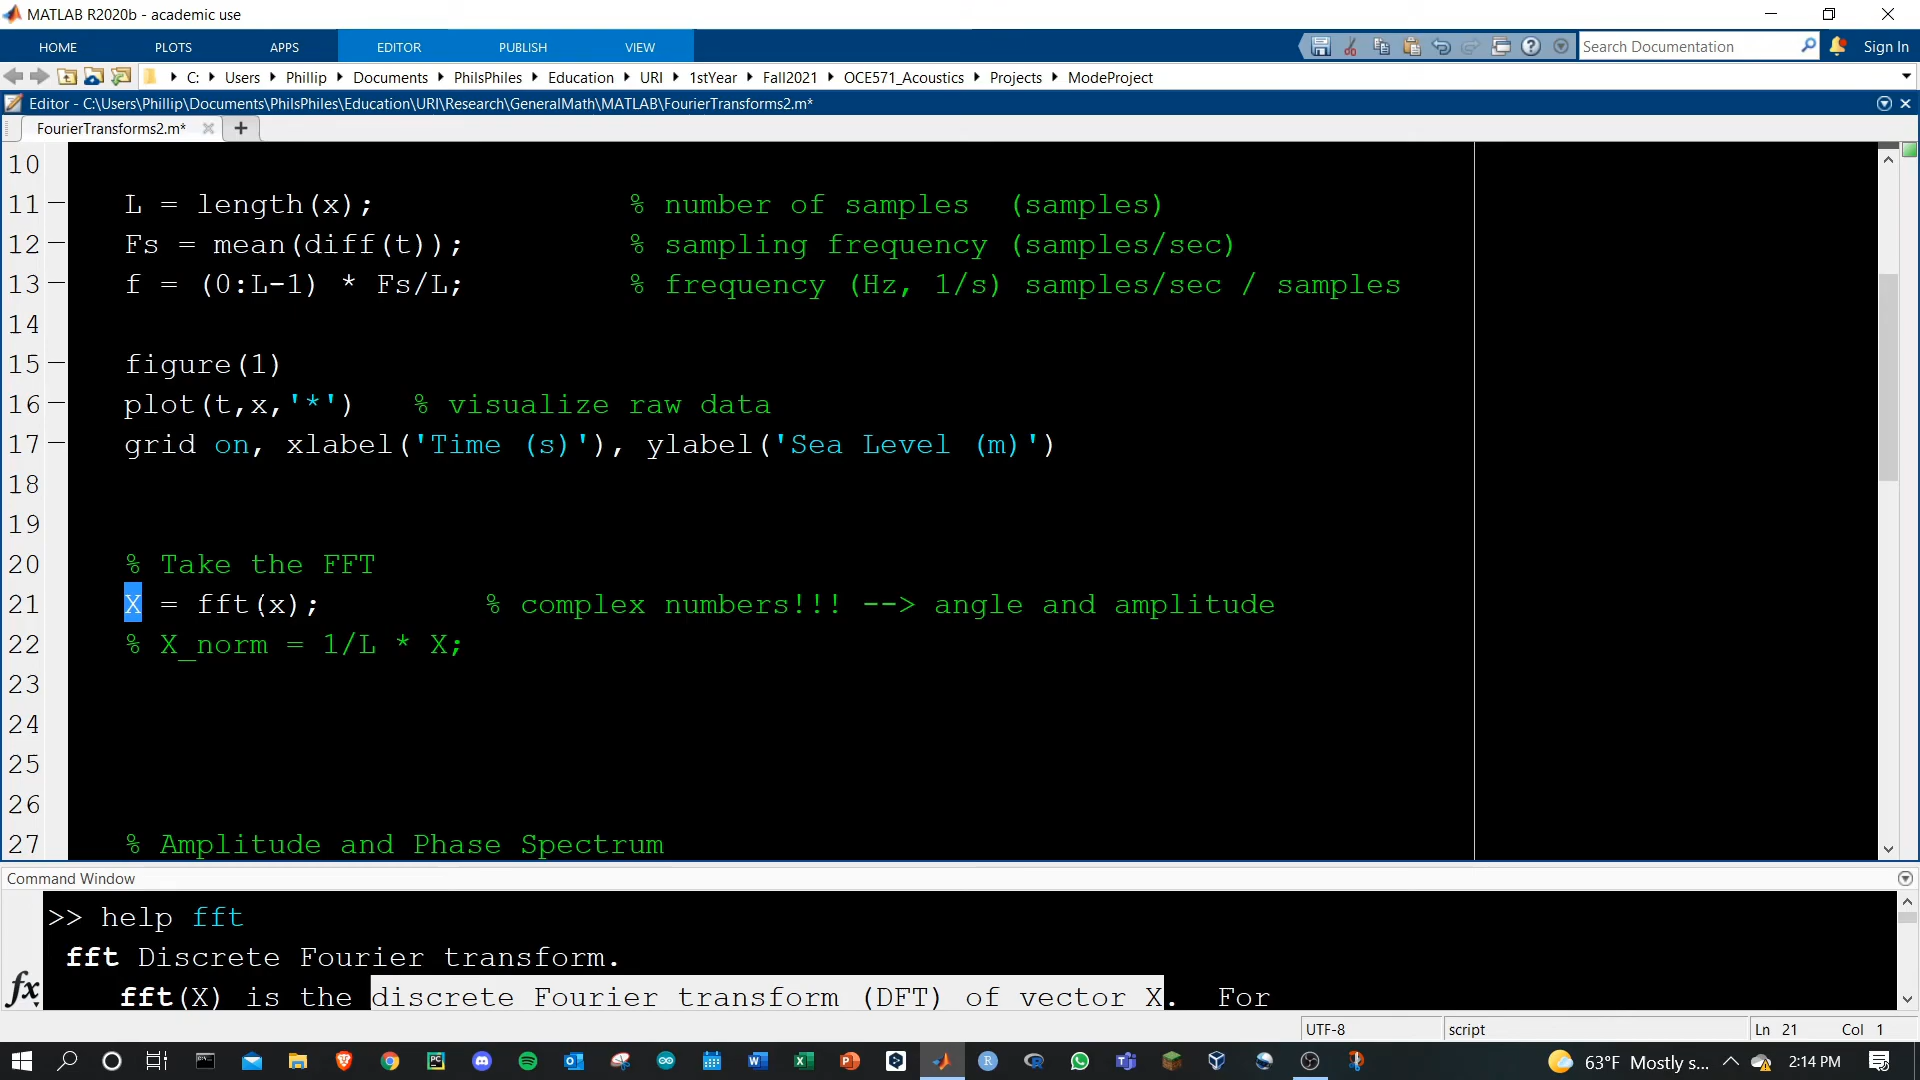 MATLAB R2020b - academic use
HOME PLOTS APPS EDITOR PUBLISH VIEW Search Documentation Sign In
C: Users Phillip Documents PhilsPhiles Education URI 1stYear Fall2021 OCE571_Acoustics Projects ModeProject
Editor - C:\Users\Phillip\Documents\PhilsPhiles\Education\URI\Research\GeneralMath\MATLAB\FourierTransforms2.m*
FourierTransforms2.m*
10
11 L = length(x); % number of samples (samples)
12 Fs = mean(diff(t)); % sampling frequency (samples/sec)
13 f = (0:L-1) * Fs/L; % frequency (Hz, 1/s) samples/sec / samples
14
15 figure(1)
16 plot(t,x,'*') % visualize raw data
17 grid on, xlabel('Time (s)'), ylabel('Sea Level (m)')
18
19
20 % Take the FFT
21 X = fft(x); % complex numbers!!! --> angle and amplitude
22 % X_norm = 1/L * X;
23
24
25
26
27 % Amplitude and Phase Spectrum
Command Window
>> help fft
fft Discrete Fourier transform.
fx fft(X) is the discrete Fourier transform (DFT) of vector X. For
UTF-8 script Ln 21 Col 1
63°F Mostly s... 2:14 PM